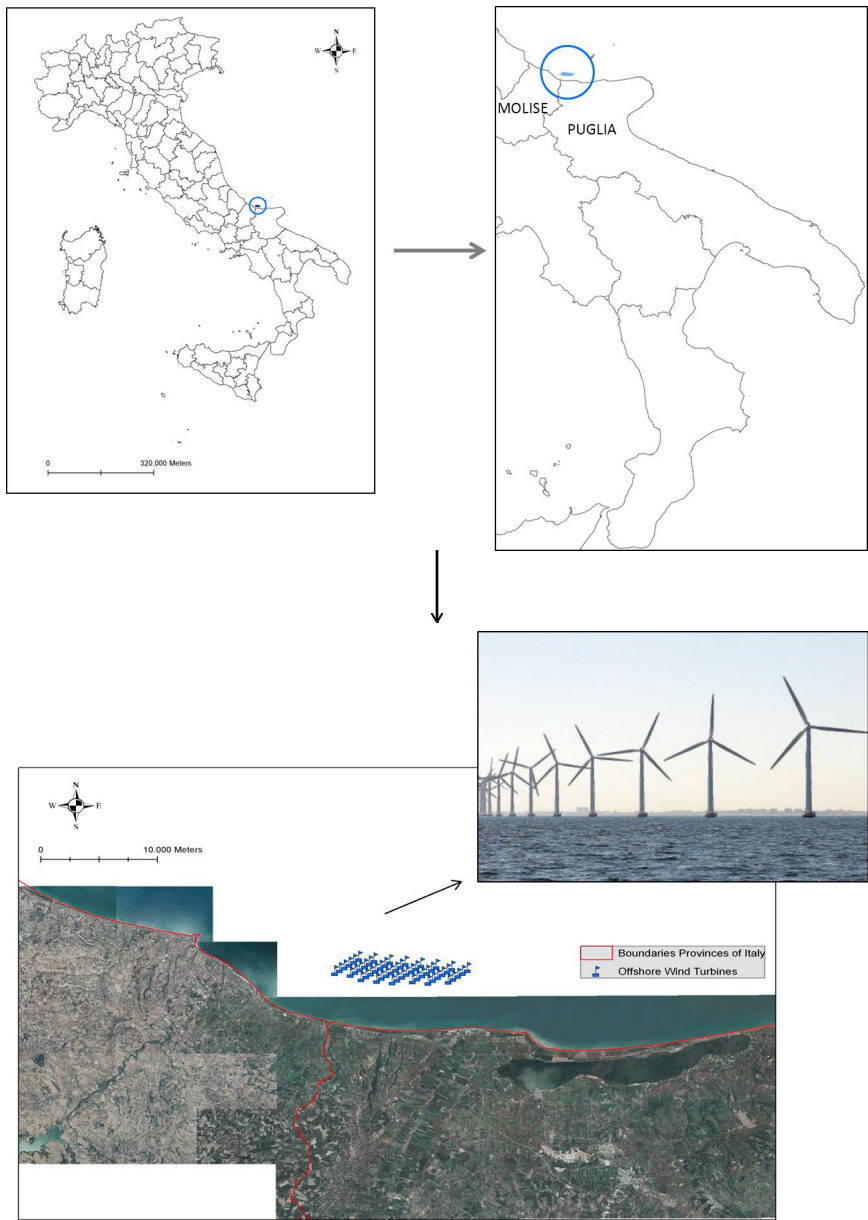 N
W E
S
0 320.000 Meters
MOLISE
PUGLIA
N
W E
S
0 10.000 Meters
Boundaries Provinces of Italy
Offshore Wind Turbines